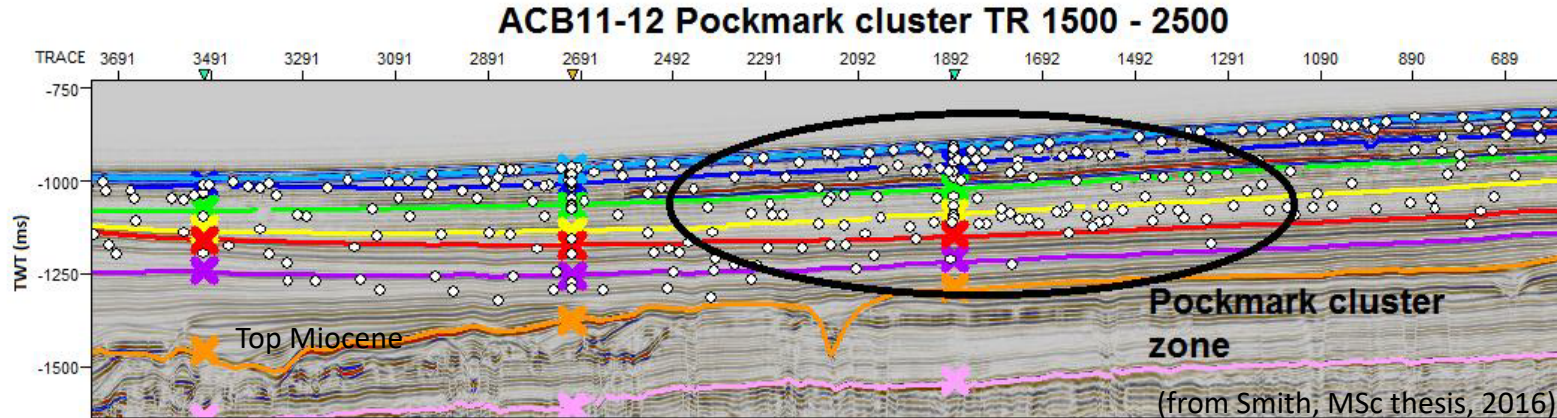 ACB11-12 Pockmark cluster TR 1500 - 2500
TRACE 3691 3491 3291 3091 2891 2691 2492 2291 2092 1892 1692 1492 1291 1090 890 689
-750
-1000
TWT (ms)
-1250
Pockmark cluster
Top Miocene
zone
-1500
(from Smith, MSc thesis, 2016)